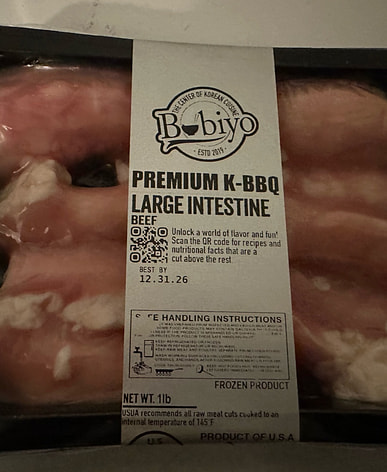 THE CENTER OF KOREAN CUISINE
Bobiyo
• ESTD 2019 •
PREMIUM K-BBQ
LARGE INTESTINE
BEEF
Unlock a world of flavor and fun!
Scan the QR code for recipes and
nutritional facts that are a
cut above the rest
BEST BY
12.31.26
E HANDLING INSTRUCTIONS
FROZEN PRODUCT
NET WT. 1lb
USDA recommends all raw meat cuts cooked to an
internal temperature of 145°F
U.S
PRODUCT OF U.S.A